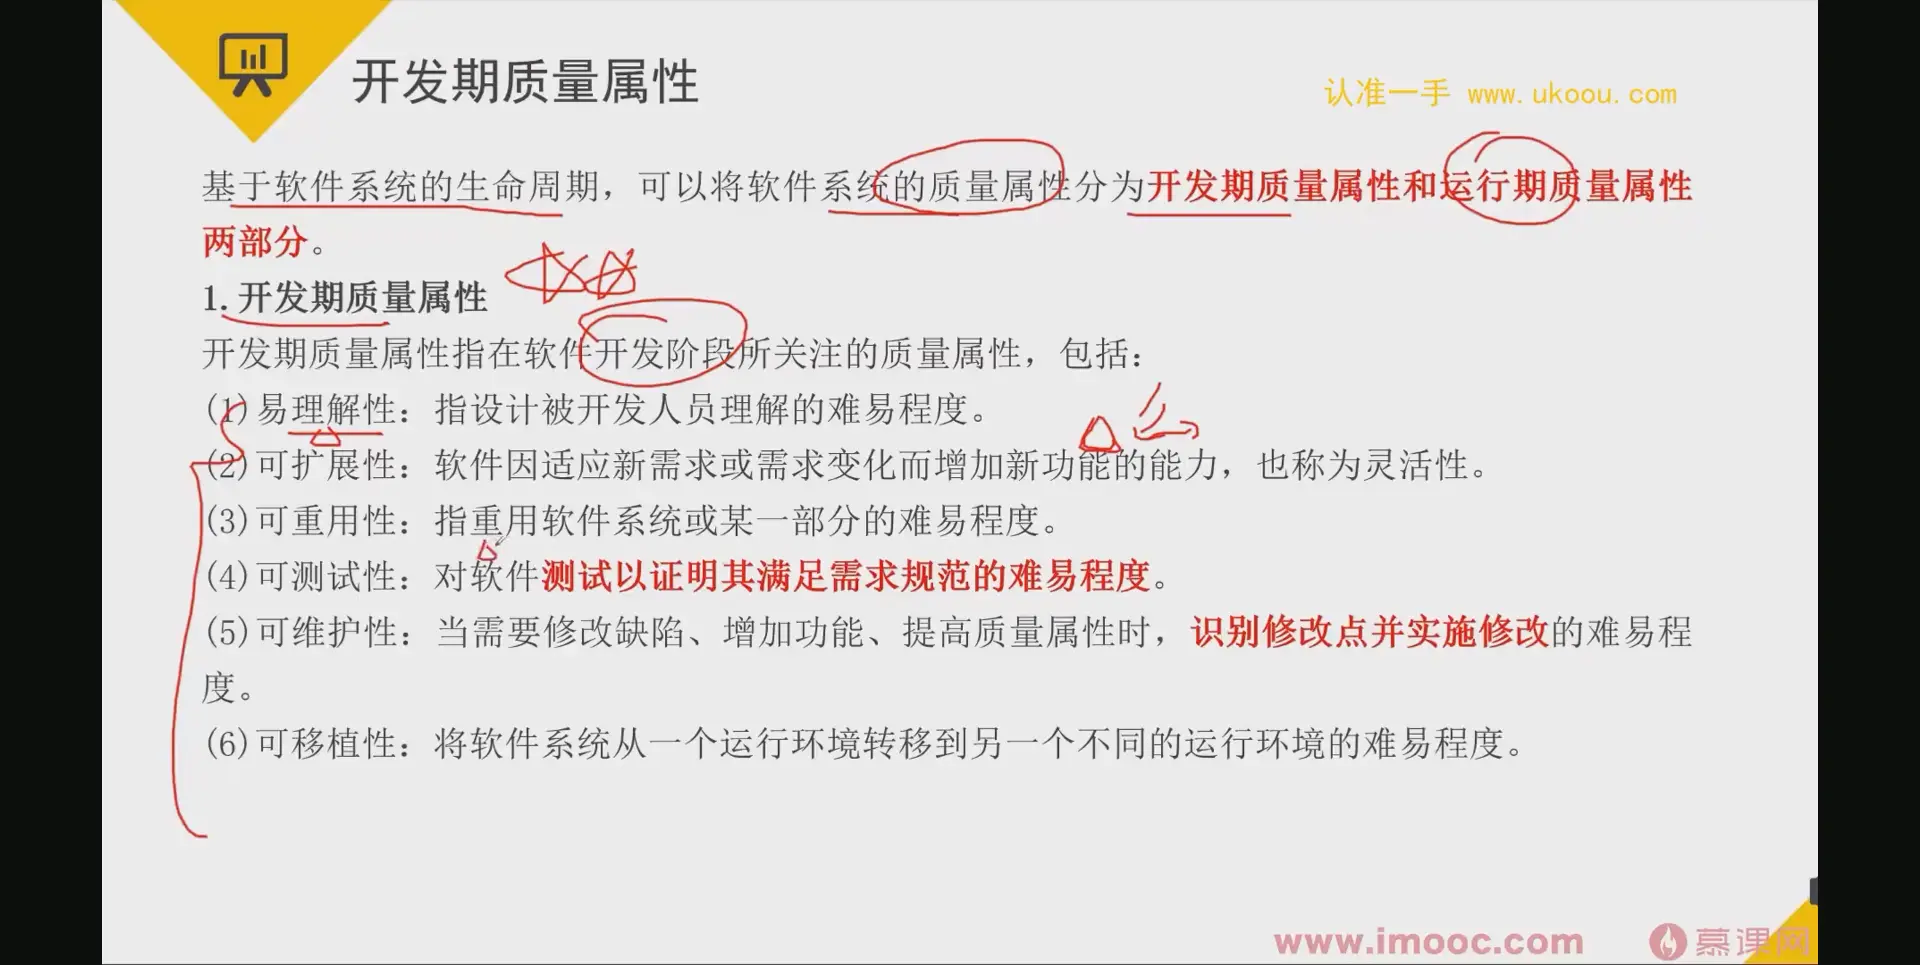 开发期质量属性
认准一手 www.ukoou.com
基于软件系统的生命周期，可以将软件系统的质量属性分为开发期质量属性和运行期质量属性
两部分。
1.开发期质量属性
开发期质量属性指在软件开发阶段所关注的质量属性，包括：
(1)易理解性：指设计被开发人员理解的难易程度。
(2)可扩展性：软件因适应新需求或需求变化而增加新功能的能力，也称为灵活性。
(3)可重用性：指重用软件系统或某一部分的难易程度。
(4)可测试性：对软件测试以证明其满足需求规范的难易程度。
(5)可维护性：当需要修改缺陷、增加功能、提高质量属性时，识别修改点并实施修改的难易程
度。
(6)可移植性：将软件系统从一个运行环境转移到另一个不同的运行环境的难易程度。
www.imooc.com 慕课网